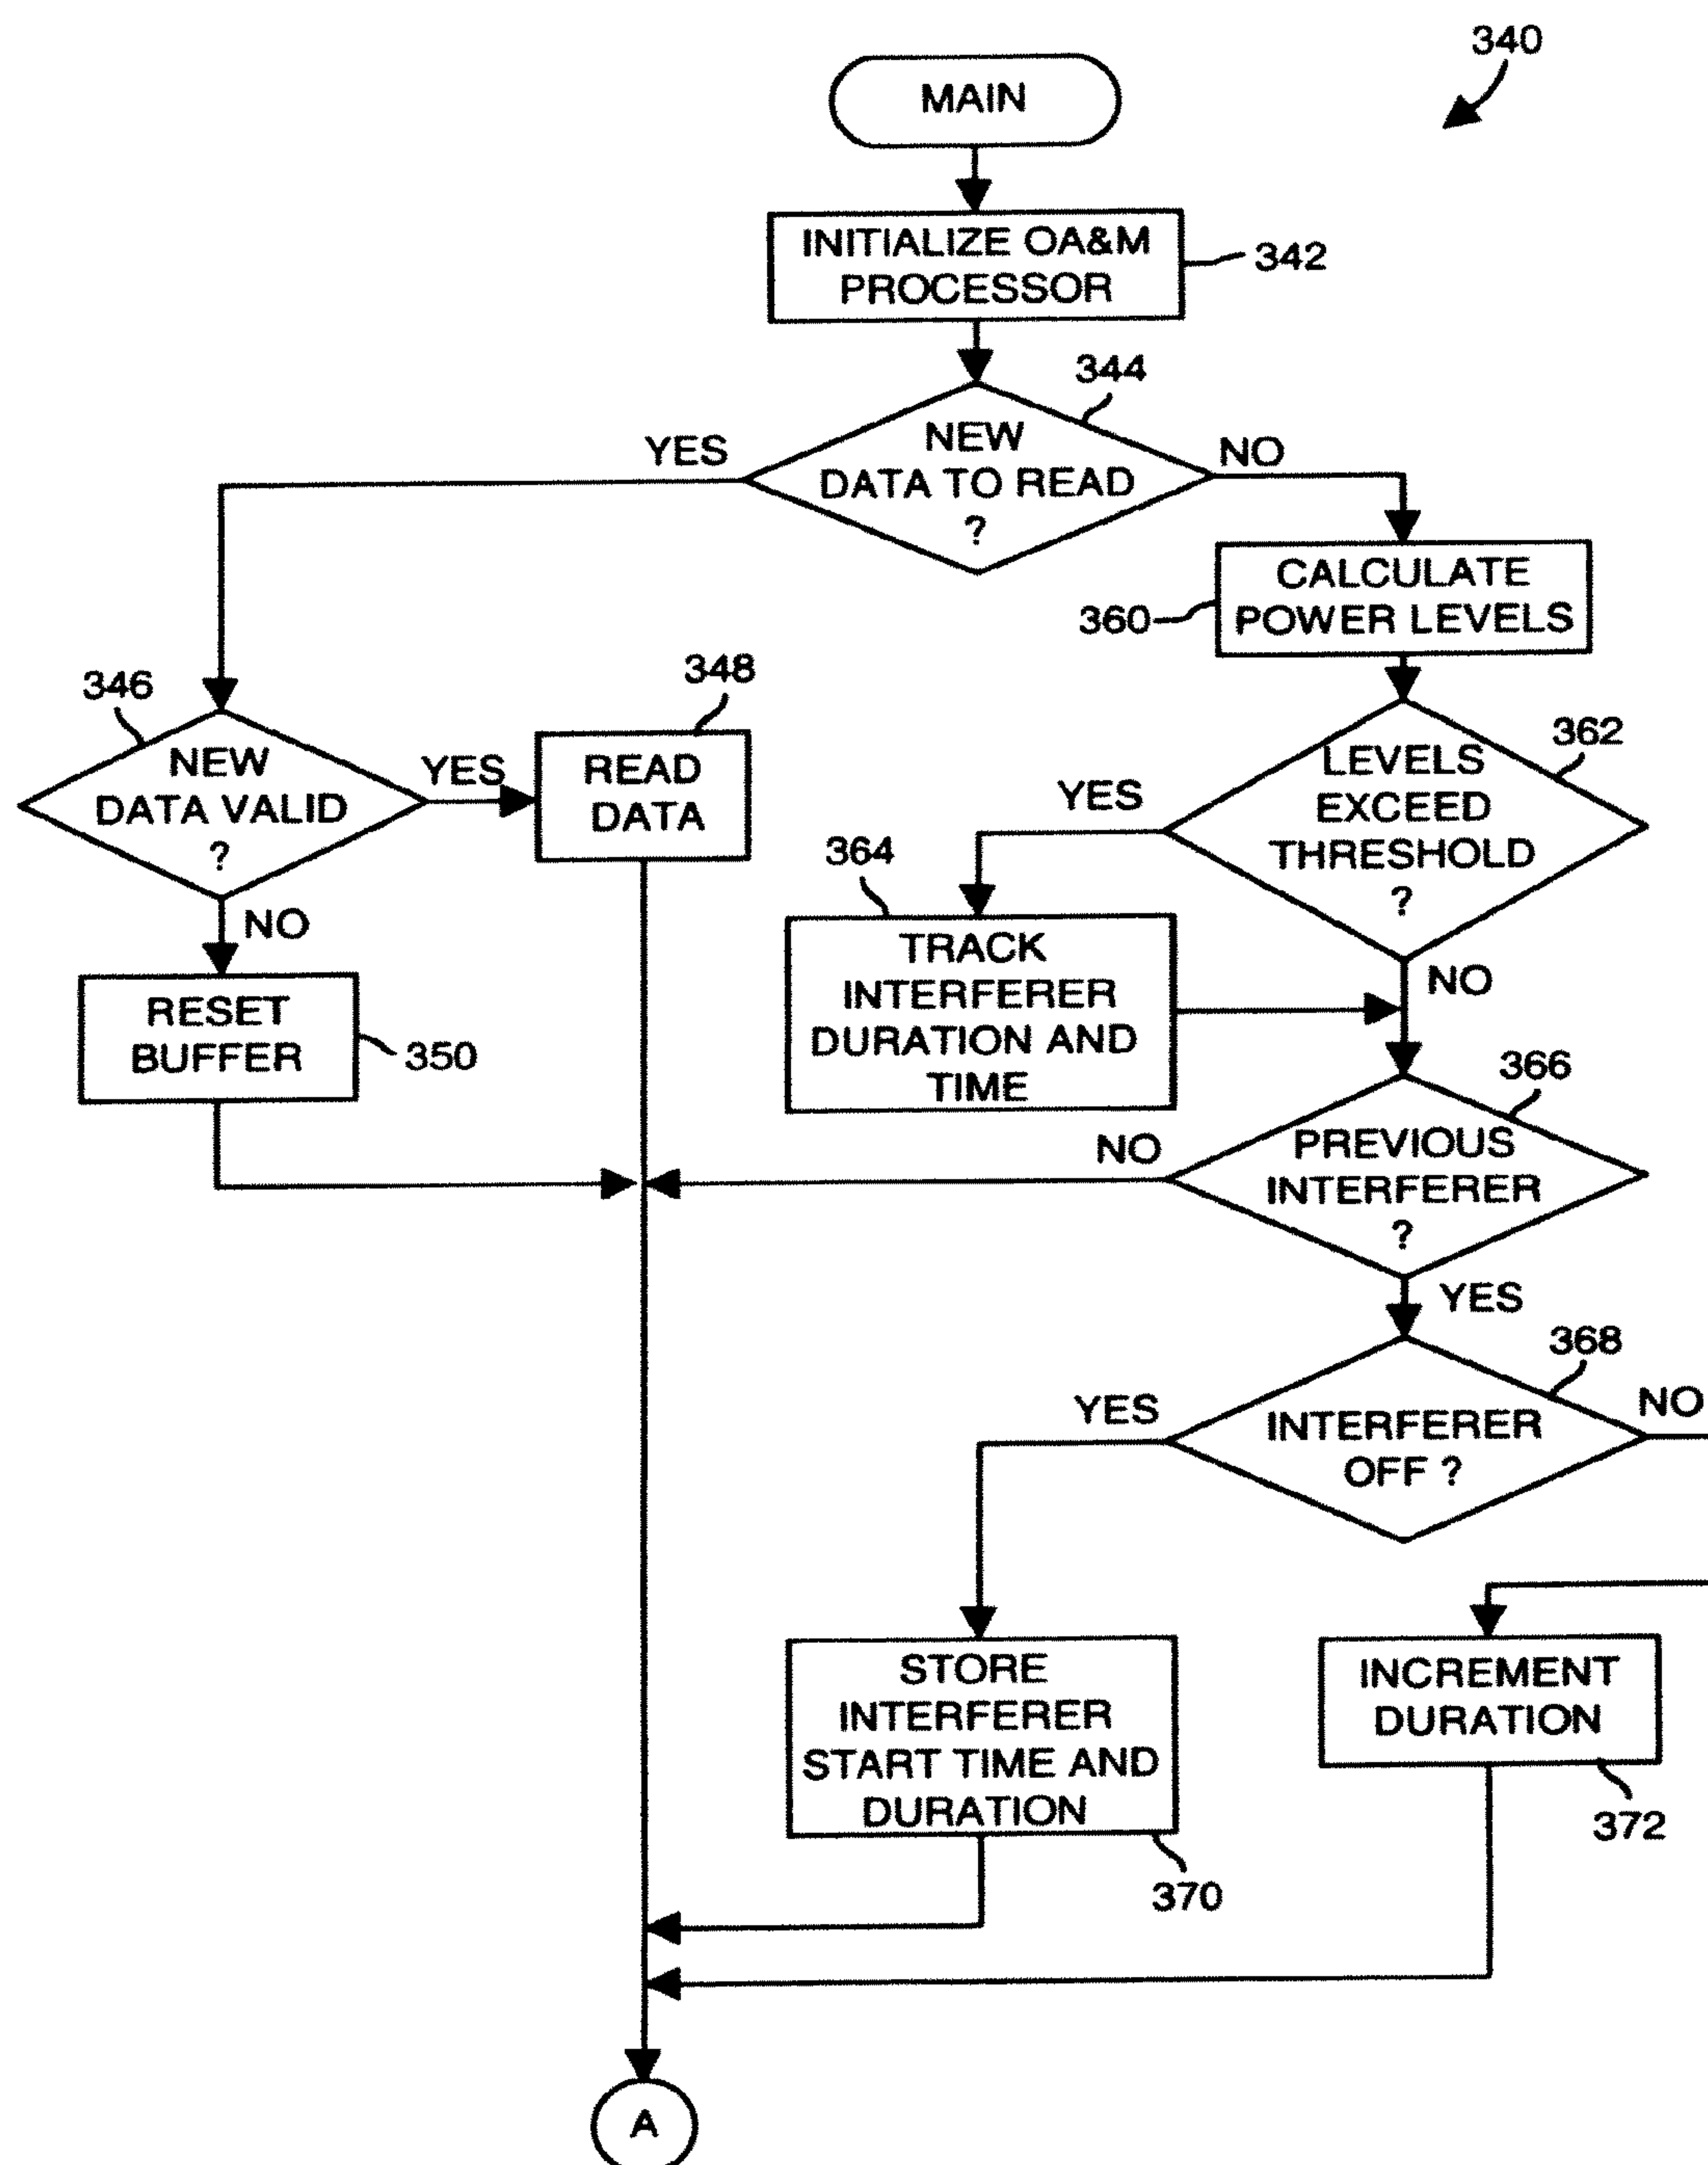 340
MAIN
INITIALIZE OA&M
PROCESSOR
342
344
NEW
DATA TO READ
?
YES
NO
CALCULATE
POWER LEVELS
360
346
NEW
DATA VALID
?
YES
348
READ
DATA
NO
RESET
BUFFER
350
362
LEVELS
EXCEED
THRESHOLD
?
YES
NO
364
TRACK
INTERFERER
DURATION AND
TIME
366
PREVIOUS
INTERFERER
?
NO
YES
368
INTERFERER
OFF ?
YES
NO
STORE
INTERFERER
START TIME AND
DURATION
370
INCREMENT
DURATION
372
A